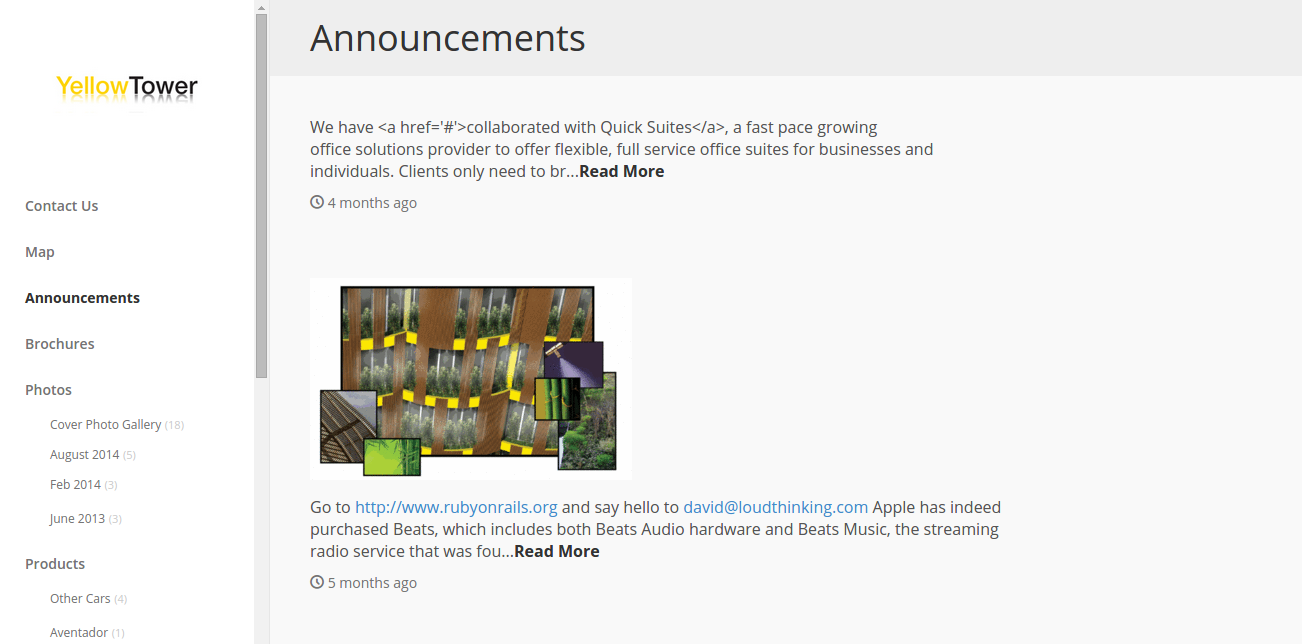 YellowTower
Contact Us
Map
Announcements
Brochures
Photos
Cover Photo Gallery (18)
August 2014 (5)
Feb 2014 (3)
June 2013 (3)
Products
Other Cars (4)
Aventador (1)
Announcements
We have <a href='#'>collaborated with Quick Suites</a>, a fast pace growing
office solutions provider to offer flexible, full service office suites for businesses and
individuals. Clients only need to br...Read More
4 months ago
Go to http://www.rubyonrails.org and say hello to david@loudthinking.com Apple has indeed
purchased Beats, which includes both Beats Audio hardware and Beats Music, the streaming
radio service that was fou...Read More
5 months ago